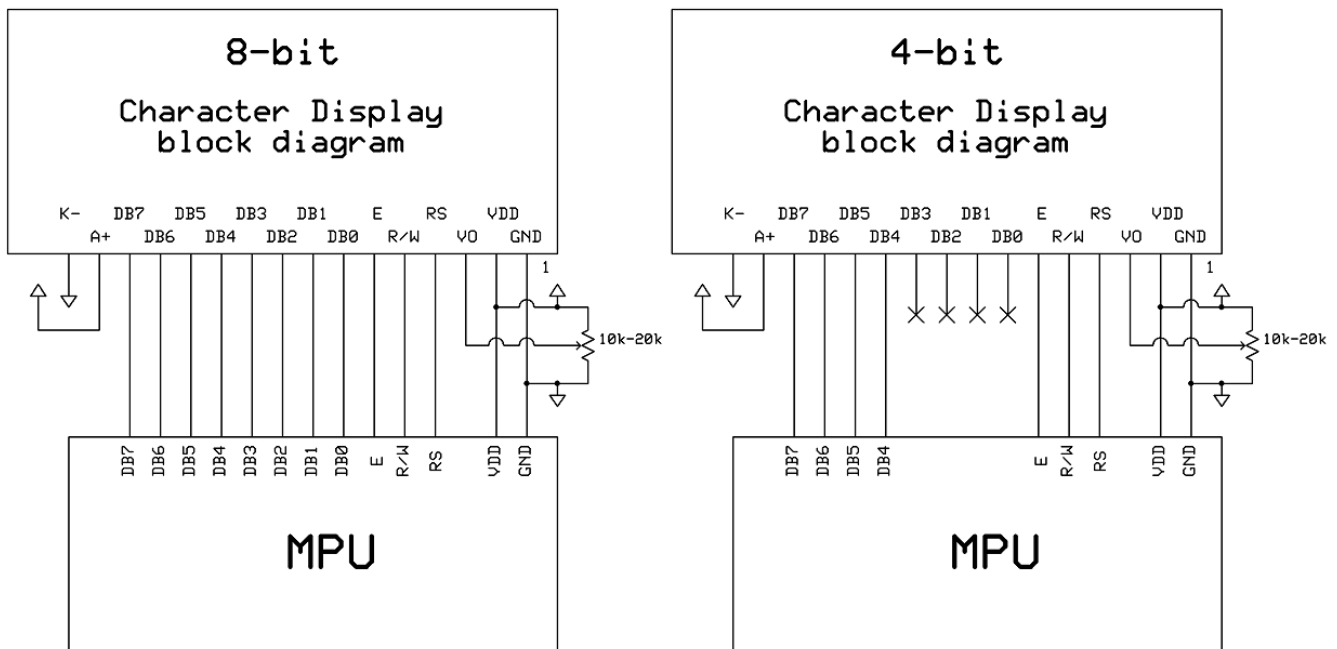 8-bit
Character Display
block diagram
K- DB7 DB5 DB3 DB1 E RS VDD
A+ DB6 DB4 DB2 DB0 R/W VO GND
1
10k-20k
DB7 DB6 DB5 DB4 DB3 DB2 DB1 DB0 E R/W RS VDD GND
MPU
4-bit
Character Display
block diagram
K- DB7 DB5 DB3 DB1 E RS VDD
A+ DB6 DB4 DB2 DB0 R/W VO GND
1
10k-20k
DB7 DB6 DB5 DB4 E R/W RS VDD GND
MPU